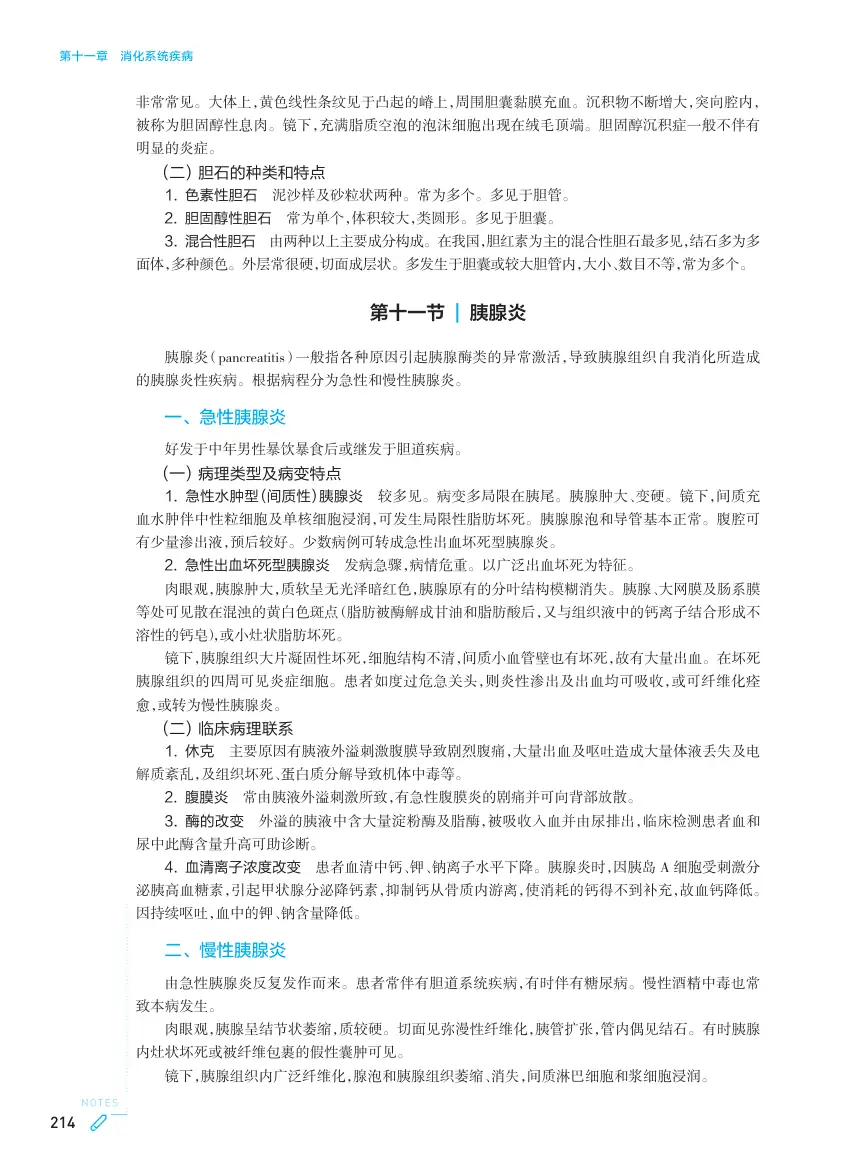 第十一章 消化系统疾病
非常常见。大体上,黄色线性条纹见于凸起的嵴上,周围胆囊黏膜充血。沉积物不断增大,突向腔内,
被称为胆固醇性息肉。镜下,充满脂质空泡的泡沫细胞出现在绒毛顶端。胆固醇沉积症一般不伴有
明显的炎症。
(二) 胆石的种类和特点
1. 色素性胆石 泥沙样及砂粒状两种。常为多个。多见于胆管。
2. 胆固醇性胆石 常为单个,体积较大,类圆形。多见于胆囊。
3. 混合性胆石 由两种以上主要成分构成。在我国,胆红素为主的混合性胆石最多见,结石多为多
面体,多种颜色。外层常很硬,切面成层状。多发生于胆囊或较大胆管内,大小、数目不等,常为多个。
第十一节 | 胰腺炎
胰腺炎(pancreatitis)一般指各种原因引起胰腺酶类的异常激活,导致胰腺组织自我消化所造成
的胰腺炎性疾病。根据病程分为急性和慢性胰腺炎。
一、急性胰腺炎
好发于中年男性暴饮暴食后或继发于胆道疾病。
(一) 病理类型及病变特点
1. 急性水肿型(间质性)胰腺炎 较多见。病变多局限在胰尾。胰腺肿大、变硬。镜下,间质充
血水肿伴中性粒细胞及单核细胞浸润,可发生局限性脂肪坏死。胰腺腺泡和导管基本正常。腹腔可
有少量渗出液,预后较好。少数病例可转成急性出血坏死型胰腺炎。
2. 急性出血坏死型胰腺炎 发病急骤,病情危重。以广泛出血坏死为特征。
肉眼观,胰腺肿大,质软呈无光泽暗红色,胰腺原有的分叶结构模糊消失。胰腺、大网膜及肠系膜
等处可见散在混浊的黄白色斑点(脂肪被酶解成甘油和脂肪酸后,又与组织液中的钙离子结合形成不
溶性的钙皂),或小灶状脂肪坏死。
镜下,胰腺组织大片凝固性坏死,细胞结构不清,间质小血管壁也有坏死,故有大量出血。在坏死
胰腺组织的四周可见炎症细胞。患者如度过危急关头,则炎性渗出及出血均可吸收,或可纤维化痊
愈,或转为慢性胰腺炎。
(二) 临床病理联系
1. 休克 主要原因有胰液外溢刺激腹膜导致剧烈腹痛,大量出血及呕吐造成大量体液丢失及电
解质紊乱,及组织坏死、蛋白质分解导致机体中毒等。
2. 腹膜炎 常由胰液外溢刺激所致,有急性腹膜炎的剧痛并可向背部放散。
3. 酶的改变 外溢的胰液中含大量淀粉酶及脂酶,被吸收入血并由尿排出,临床检测患者血和
尿中此酶含量升高可助诊断。
4. 血清离子浓度改变 患者血清中钙、钾、钠离子水平下降。胰腺炎时,因胰岛 A 细胞受刺激分
泌胰高血糖素,引起甲状腺分泌降钙素,抑制钙从骨质内游离,使消耗的钙得不到补充,故血钙降低。
因持续呕吐,血中的钾、钠含量降低。
二、慢性胰腺炎
由急性胰腺炎反复发作而来。患者常伴有胆道系统疾病,有时伴有糖尿病。慢性酒精中毒也常
致本病发生。
肉眼观,胰腺呈结节状萎缩,质较硬。切面见弥漫性纤维化,胰管扩张,管内偶见结石。有时胰腺
内灶状坏死或被纤维包裹的假性囊肿可见。
镜下,胰腺组织内广泛纤维化,腺泡和胰腺组织萎缩、消失,间质淋巴细胞和浆细胞浸润。
NOTES
214